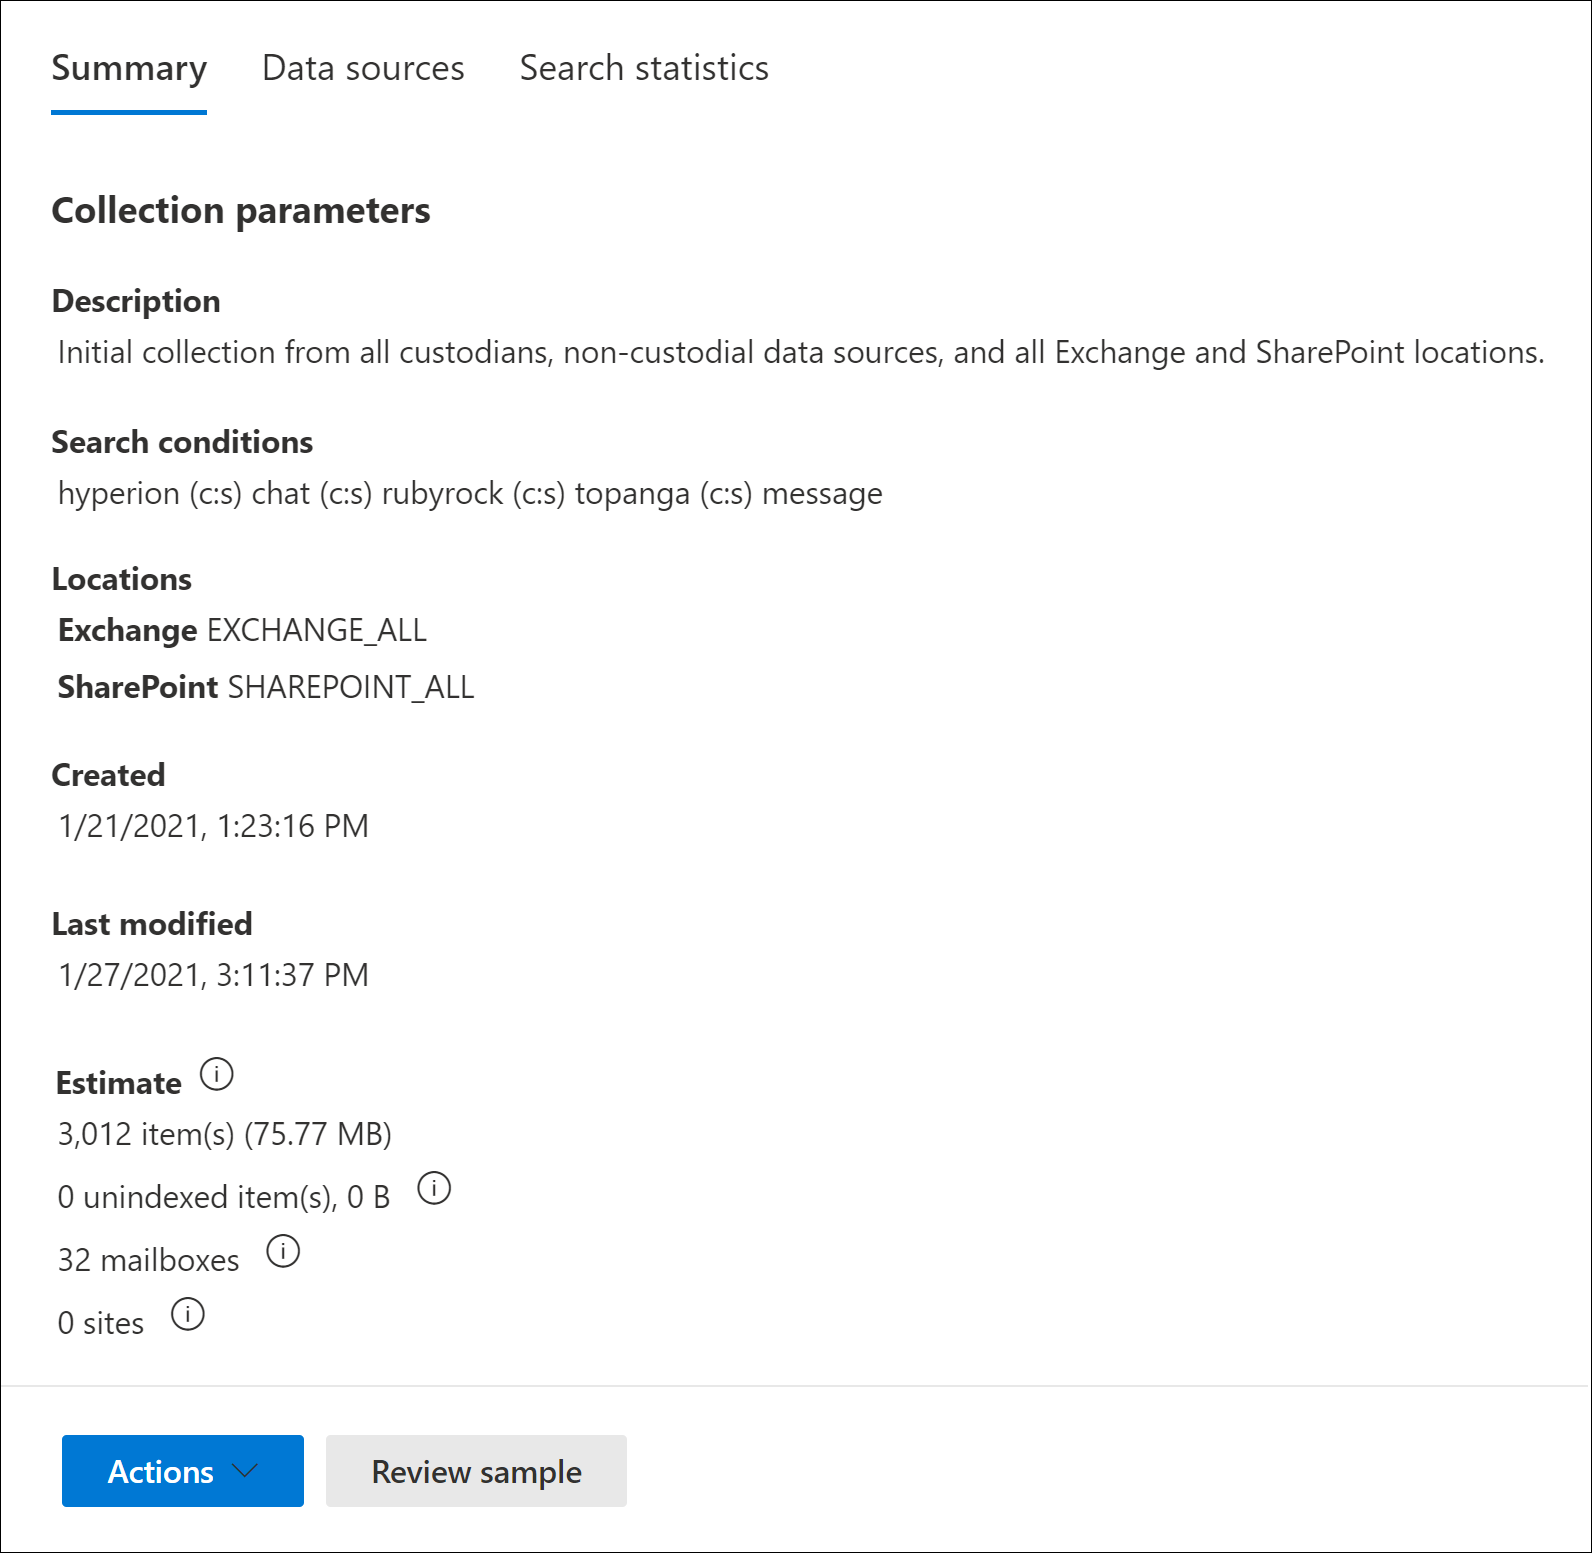 Summary Data sources Search statistics
Collection parameters
Description
Initial collection from all custodians, non-custodial data sources, and all Exchange and SharePoint locations.
Search conditions
hyperion (c:s) chat (c:s) rubyrock (c:s) topanga (c:s) message
Locations
Exchange EXCHANGE_ALL
SharePoint SHAREPOINT_ALL
Created
1/21/2021, 1:23:16 PM
Last modified
1/27/2021, 3:11:37 PM
Estimate
3,012 item(s) (75.77 MB)
0 unindexed item(s), 0 B
32 mailboxes
0 sites
Actions Review sample